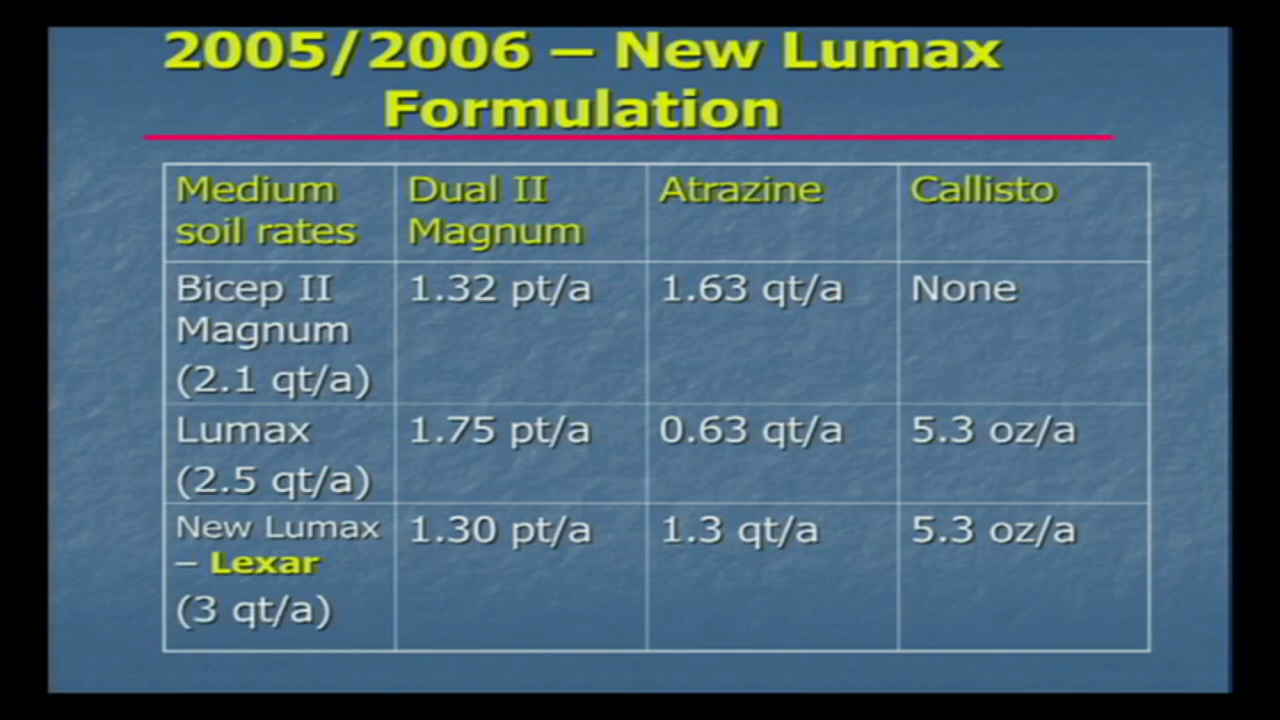 2005/2006 – New Lumax
Formulation
Medium
soil rates
Dual II
Magnum
Atrazine
Callisto
Bicep II
Magnum
(2.1 qt/a)
1.32 pt/a
1.63 qt/a
None
Lumax
(2.5 qt/a)
1.75 pt/a
0.63 qt/a
5.3 oz/a
New Lumax
– Lexar
(3 qt/a)
1.30 pt/a
1.3 qt/a
5.3 oz/a